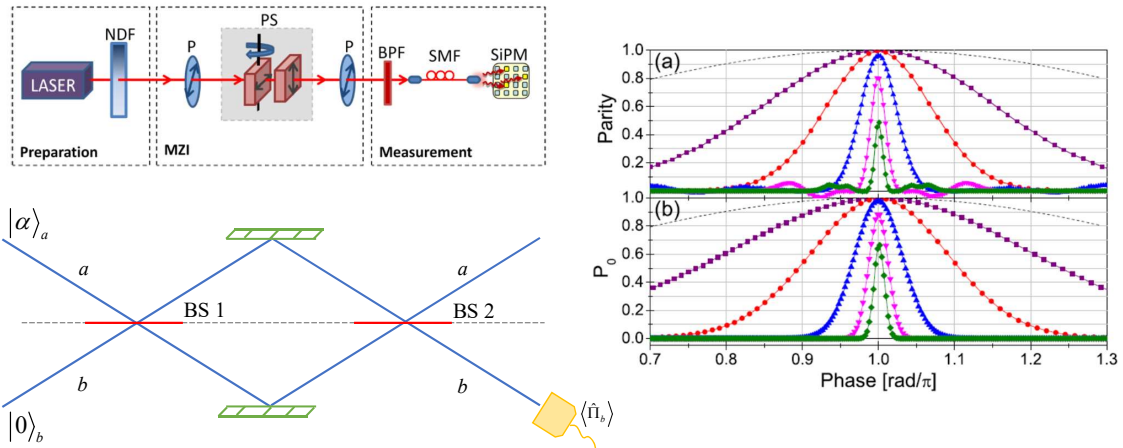 NDF
P
PS
P
BPF
SMF
SiPM
LASER
Preparation
MZI
Measurement
|α⟩ₐ
a
a
BS 1
BS 2
b
b
|0⟩_b
⟨Π̂_b⟩
(a)
Parity
1.0
0.8
0.6
0.4
0.2
1.0
(b)
P₀
0.8
0.6
0.4
0.2
0.0
0.7 0.8 0.9 1.0 1.1 1.2 1.3
Phase [rad/π]